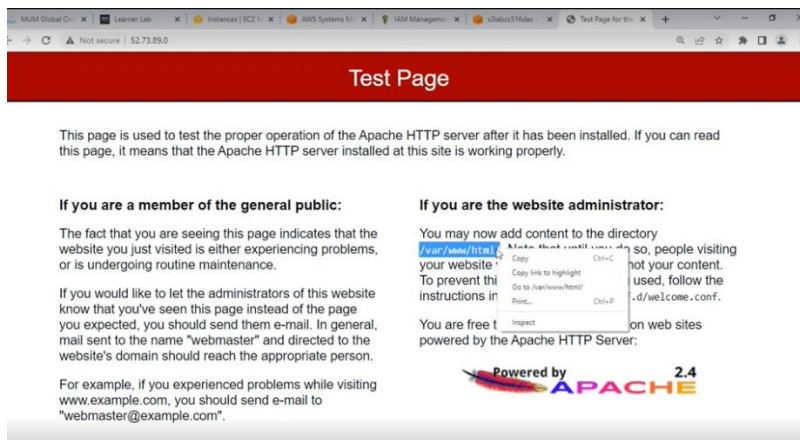 MUM Global On
Learner Lab
Instances | EC2 M
AWS Systems Ma
IAM Manageme
s3labcs516des
Test Page for the
Not secure | 52.73.89.0
Test Page
This page is used to test the proper operation of the Apache HTTP server after it has been installed. If you can read
this page, it means that the Apache HTTP server installed at this site is working properly.
If you are a member of the general public:
The fact that you are seeing this page indicates that the
website you just visited is either experiencing problems,
or is undergoing routine maintenance.
If you would like to let the administrators of this website
know that you've seen this page instead of the page
you expected, you should send them e-mail. In general,
mail sent to the name "webmaster" and directed to the
website's domain should reach the appropriate person.
For example, if you experienced problems while visiting
www.example.com, you should send e-mail to
"webmaster@example.com".
If you are the website administrator:
You may now add content to the directory
/var/www/html so, people visiting
your website not your content.
To prevent thi used, follow the
instructions in f.d/welcome.conf.
You are free t on web sites
powered by the Apache HTTP Server:
Copy Ctrl+C
Copy link to highlight
Go to /var/www/html/
Print... Ctrl+P
Inspect
Powered by 2.4
APACHE